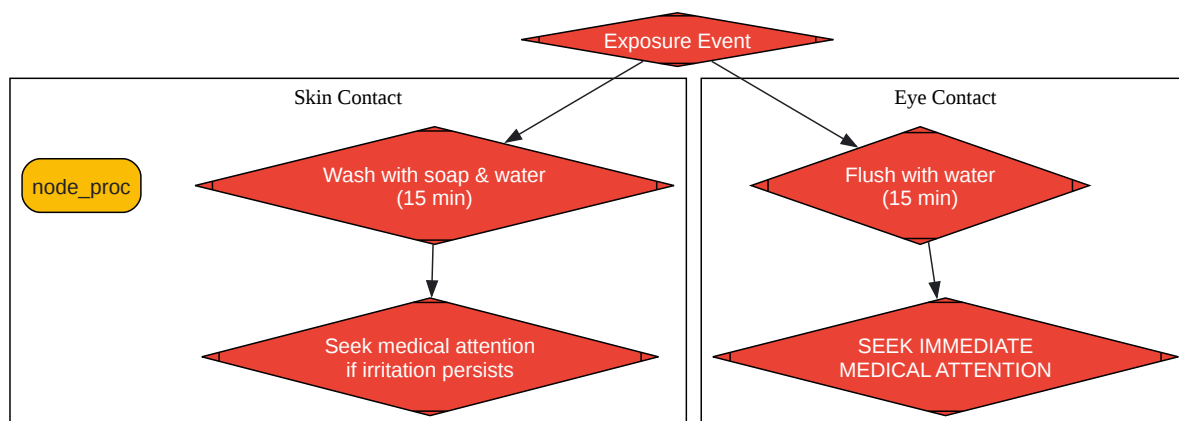 Exposure Event
Skin Contact
node_proc
Wash with soap & water
(15 min)
Seek medical attention
if irritation persists
Eye Contact
Flush with water
(15 min)
SEEK IMMEDIATE
MEDICAL ATTENTION